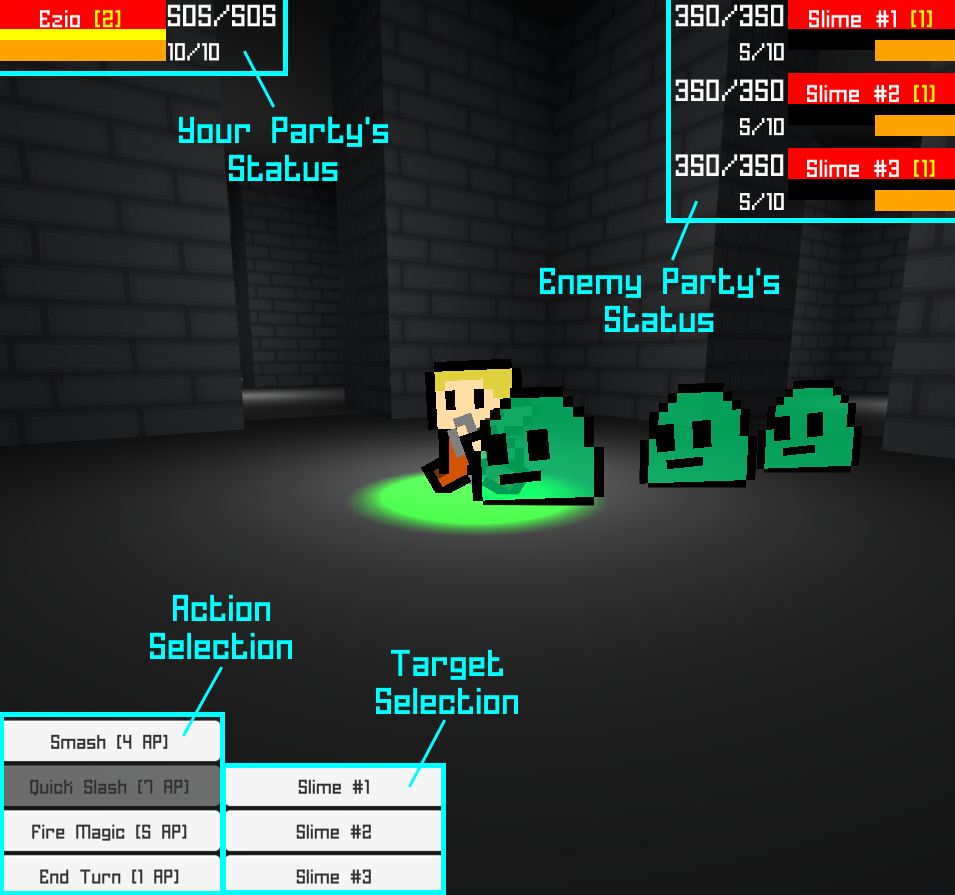 Ezio [2]
505/505
10/10
Your Party's
Status
350/350
Slime #1 [1]
5/10
350/350
Slime #2 [1]
5/10
350/350
Slime #3 [1]
5/10
Enemy Party's
Status
Action
Selection
Target
Selection
Smash [4 AP]
Quick Slash [7 AP]
Fire Magic [5 AP]
End Turn [1 AP]
Slime #1
Slime #2
Slime #3